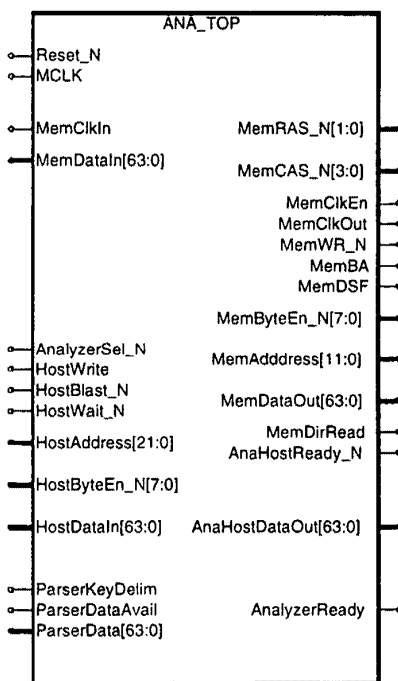 ANA_TOP
Reset_N
MCLK
MemClkIn
MemRAS_N[1:0]
MemDataIn[63:0]
MemCAS_N[3:0]
MemClkEn
MemClkOut
MemWR_N
MemBA
MemDSF
MemByteEn_N[7:0]
AnalyzerSel_N
MemAdddress[11:0]
HostWrite
HostBlast_N
MemDataOut[63:0]
HostWait_N
MemDirRead
HostAddress[21:0]
AnaHostReady_N
HostByteEn_N[7:0]
HostDataIn[63:0]
AnaHostDataOut[63:0]
ParserKeyDelim
ParserDataAvail
AnalyzerReady
ParserData[63:0]